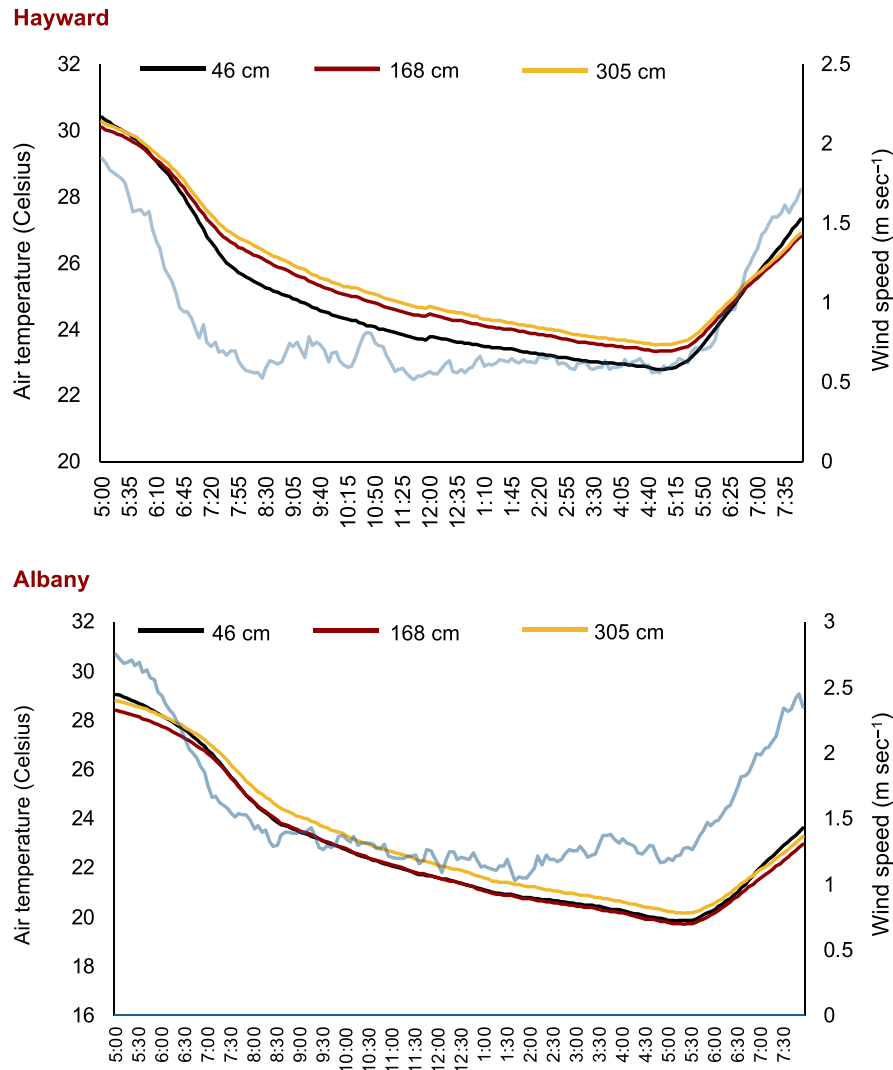 Hayward
46 cm 168 cm 305 cm
Air temperature (Celsius)
32
30
28
26
24
22
20
Wind speed (m sec⁻¹)
2.5
2
1.5
1
0.5
0
5:00 5:35 6:10 6:45 7:20 7:55 8:30 9:05 9:40 10:15 10:50 11:25 12:00 12:35 1:10 1:45 2:20 2:55 3:30 4:05 4:40 5:15 5:50 6:25 7:00 7:35
Albany
46 cm 168 cm 305 cm
Air temperature (Celsius)
32
30
28
26
24
22
20
18
16
Wind speed (m sec⁻¹)
3
2.5
2
1.5
1
0.5
0
5:00 5:30 6:00 6:30 7:00 7:30 8:00 8:30 9:00 9:30 10:00 10:30 11:00 11:30 12:00 12:30 1:00 1:30 2:00 2:30 3:00 3:30 4:00 4:30 5:00 5:30 6:00 6:30 7:00 7:30